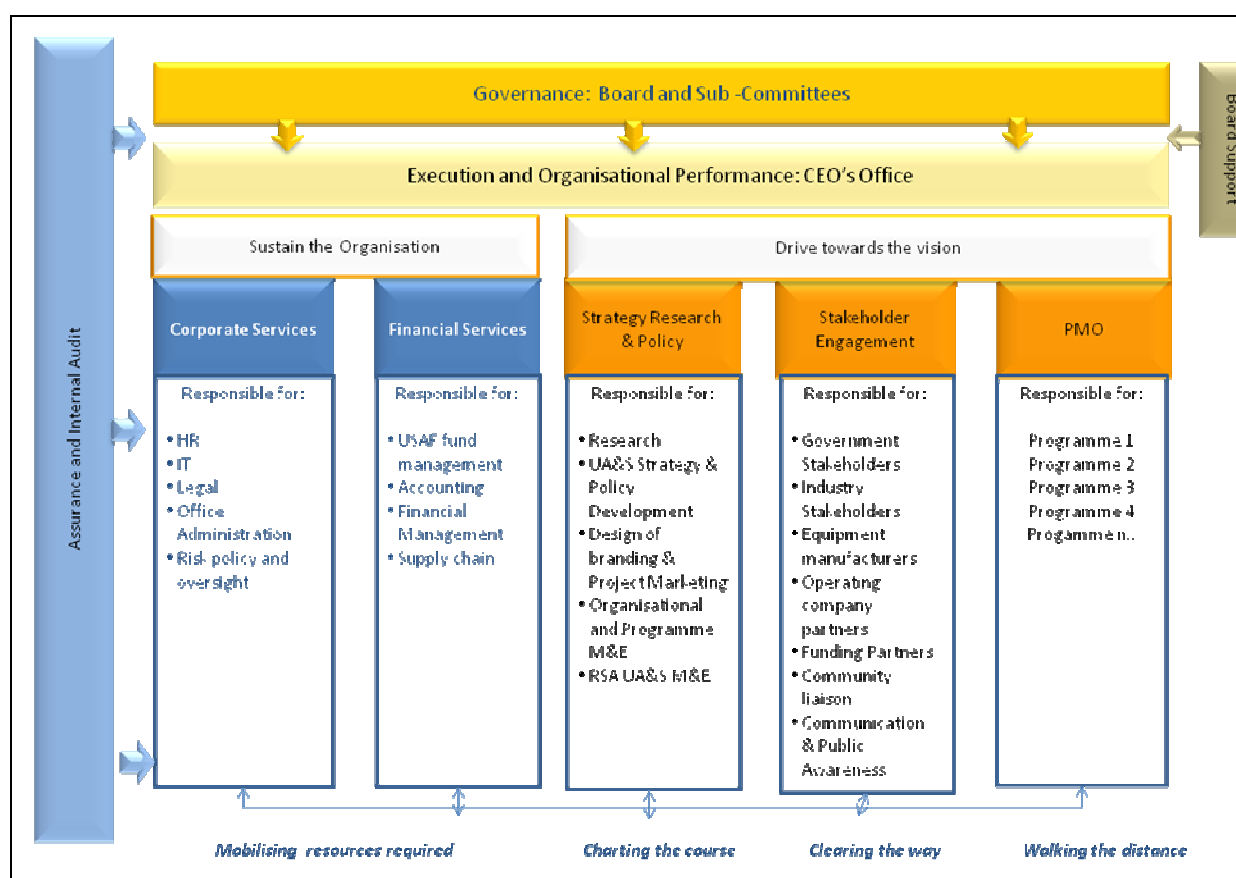 Governance: Board and Sub -Committees
Board Support
Execution and Organisational Performance: CEO's Office
Assurance and Internal Audit
Sustain the Organisation
Drive towards the vision
Corporate Services
Financial Services
Strategy Research
& Policy
Stakeholder
Engagement
PMO
Responsible for:
• HR
• IT
• Legal
• Office
Administration
• Risk policy and
oversight
Responsible for:
• USAF fund
management
• Accounting
• Financial
Management
• Supply chain
Responsible for:
• Research
• UA&S Strategy &
Policy
Development
• Design of
branding &
Project Marketing
• Organisational
and Programme
M&E
• RSA UA&S M&E
Responsible for:
• Government
Stakeholders
• Industry
Stakeholders
• Equipment
manufacturers
• Operating
company
partners
• Funding Partners
• Community
liaison
• Communication
& Public
Awareness
Responsible for:
Programme 1
Programme 2
Programme 3
Programme 4
Progamme n..
Mobilising resources required
Charting the course
Clearing the way
Walking the distance